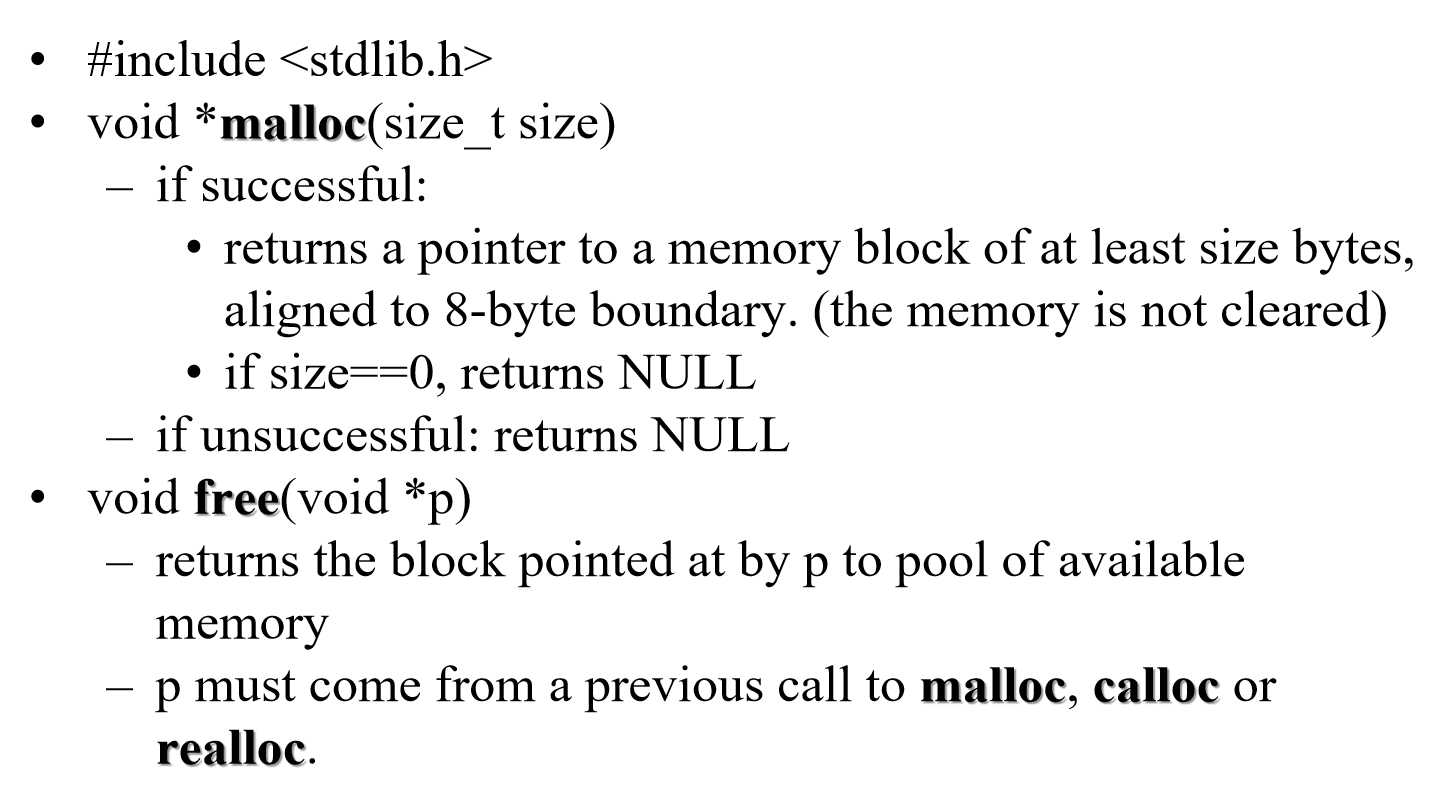 • #include <stdlib.h>
• void *malloc(size_t size)
– if successful:
• returns a pointer to a memory block of at least size bytes,
aligned to 8-byte boundary. (the memory is not cleared)
• if size==0, returns NULL
– if unsuccessful: returns NULL
• void free(void *p)
– returns the block pointed at by p to pool of available
memory
– p must come from a previous call to malloc, calloc or
realloc.